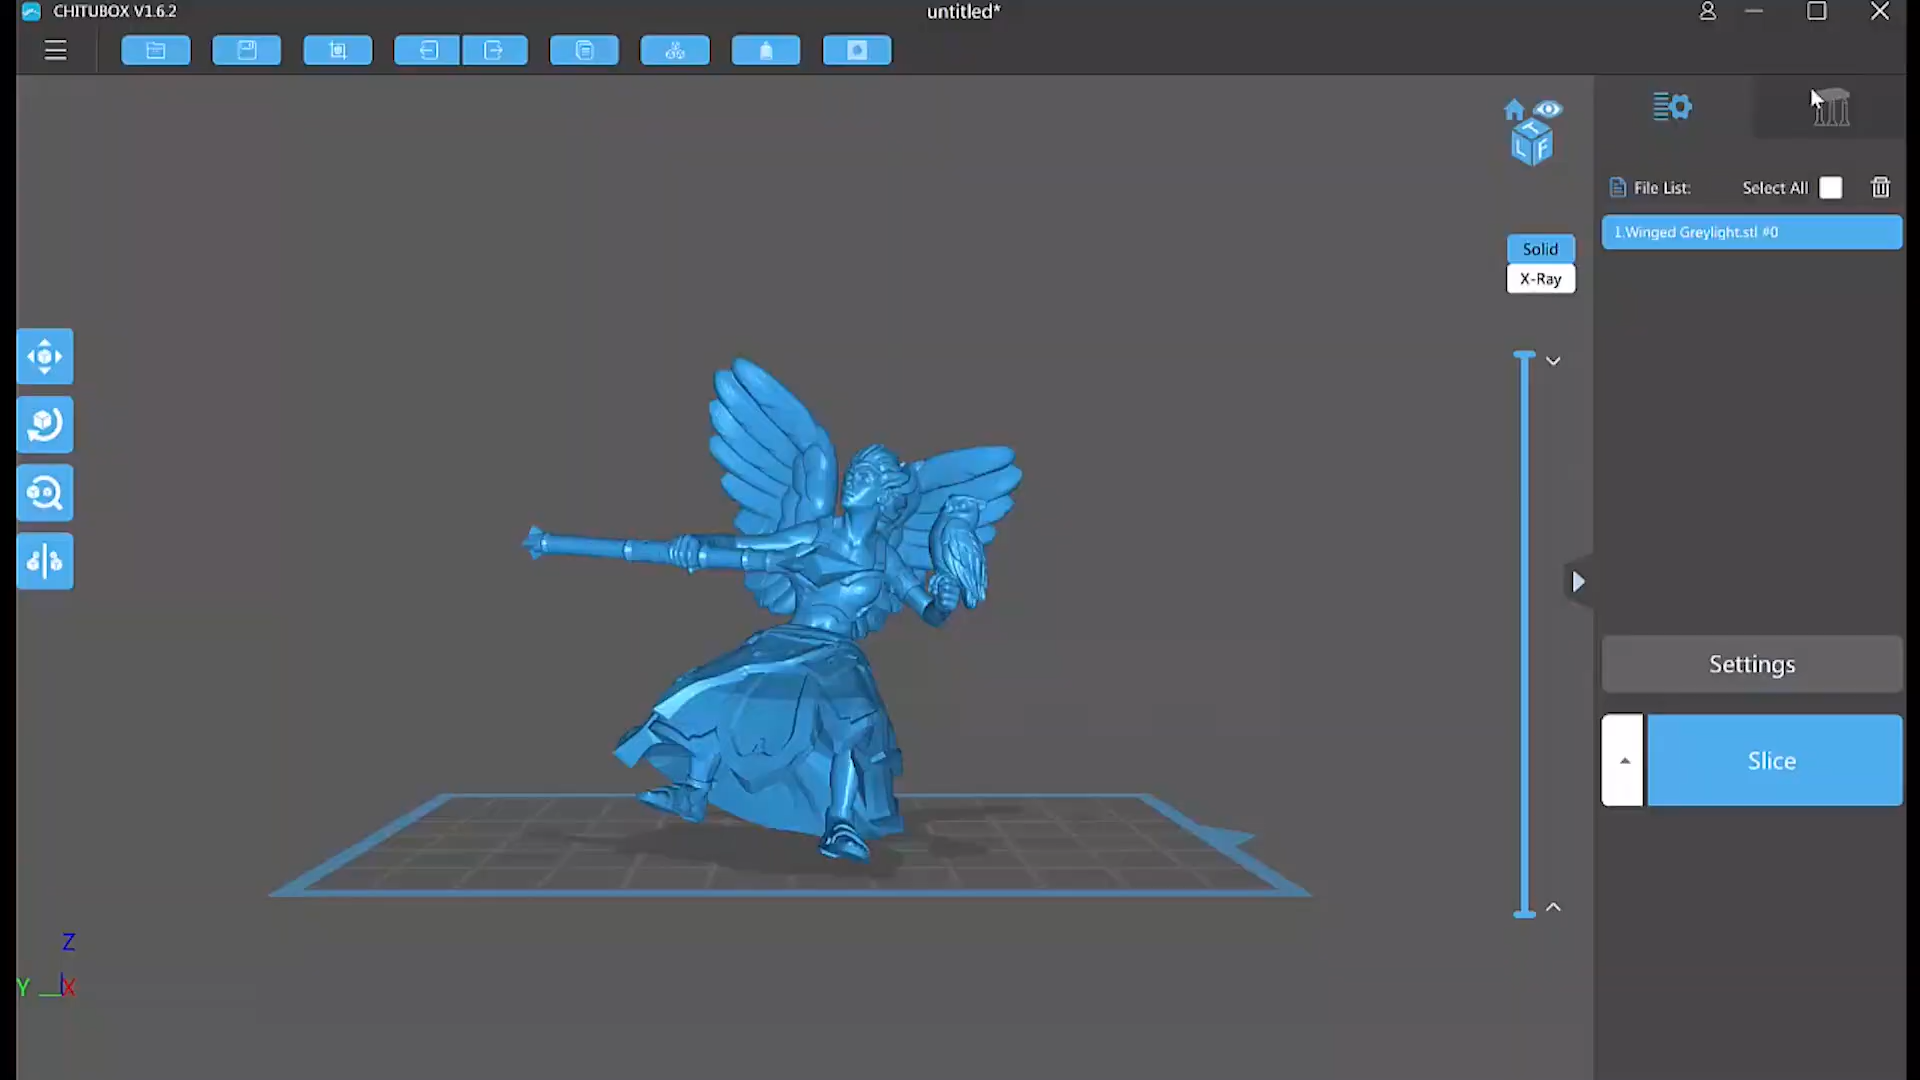 CHITUBOX V1.6.2
untitled*
T
L F
File List:
Select All
1.Winged Greylight.stl #0
Solid
X-Ray
Settings
Slice
Z
Y X